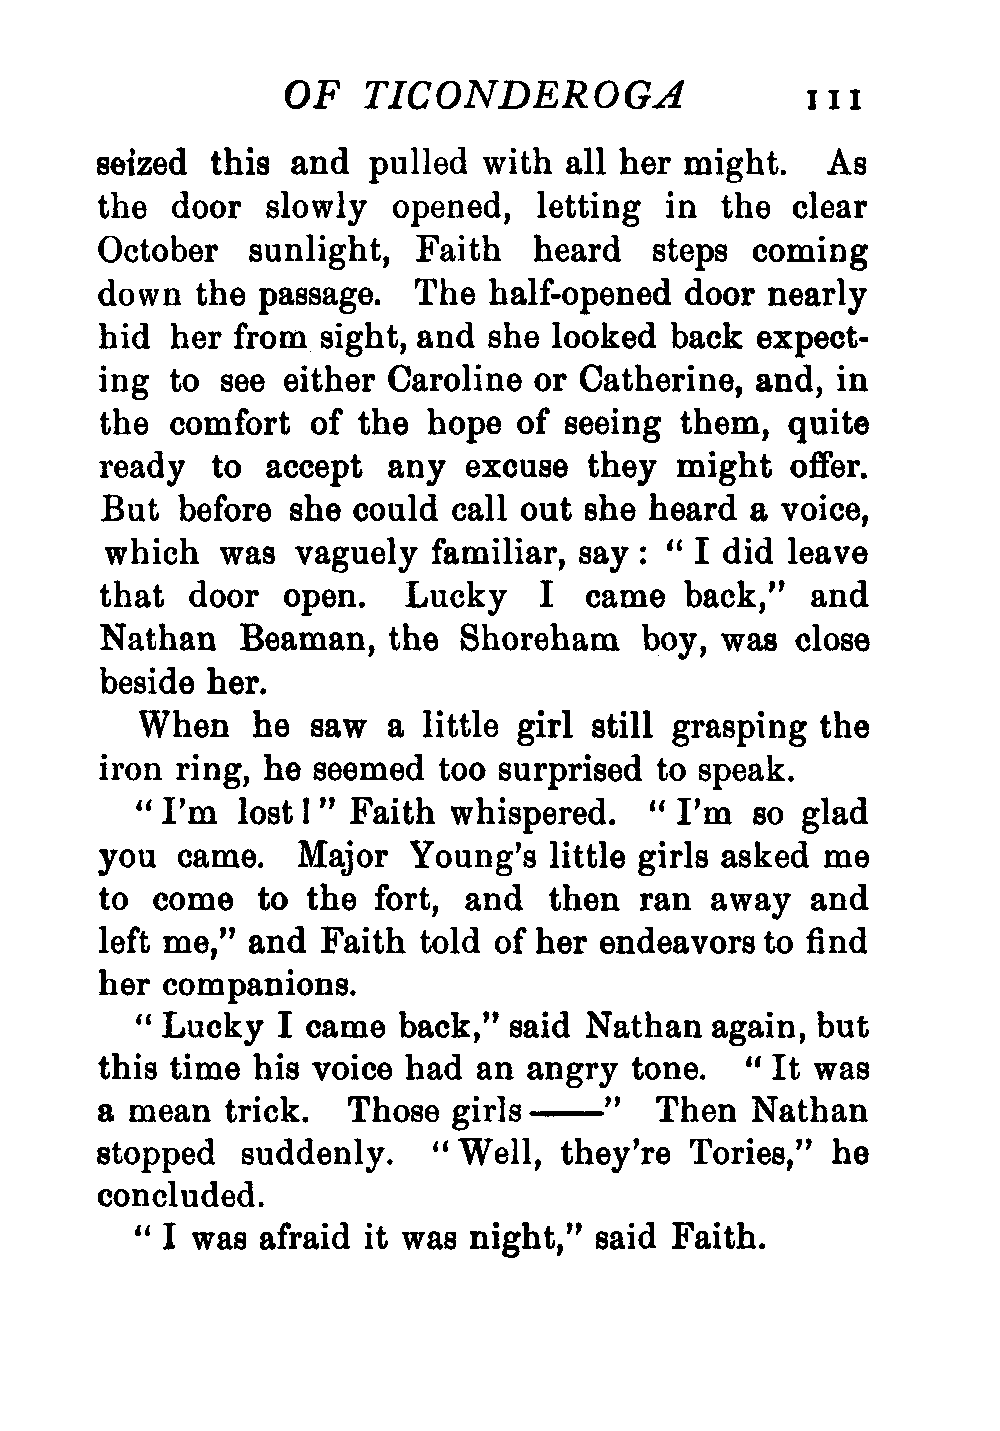 OF TICONDEROGA 111
seized this and pulled with all her might. As
the door slowly opened, letting in the clear
October sunlight, Faith heard steps coming
down the passage. The half-opened door nearly
hid her from sight, and she looked back expect-
ing to see either Caroline or Catherine, and, in
the comfort of the hope of seeing them, quite
ready to accept any excuse they might offer.
But before she could call out she heard a voice,
which was vaguely familiar, say : “ I did leave
that door open. Lucky I came back,” and
Nathan Beaman, the Shoreham boy, was close
beside her.
When he saw a little girl still grasping the
iron ring, he seemed too surprised to speak.
“ I’m lost ! ” Faith whispered. “ I’m so glad
you came. Major Young’s little girls asked me
to come to the fort, and then ran away and
left me,” and Faith told of her endeavors to find
her companions.
“ Lucky I came back,” said Nathan again, but
this time his voice had an angry tone. “ It was
a mean trick. Those girls——” Then Nathan
stopped suddenly. “ Well, they’re Tories,” he
concluded.
“ I was afraid it was night,” said Faith.